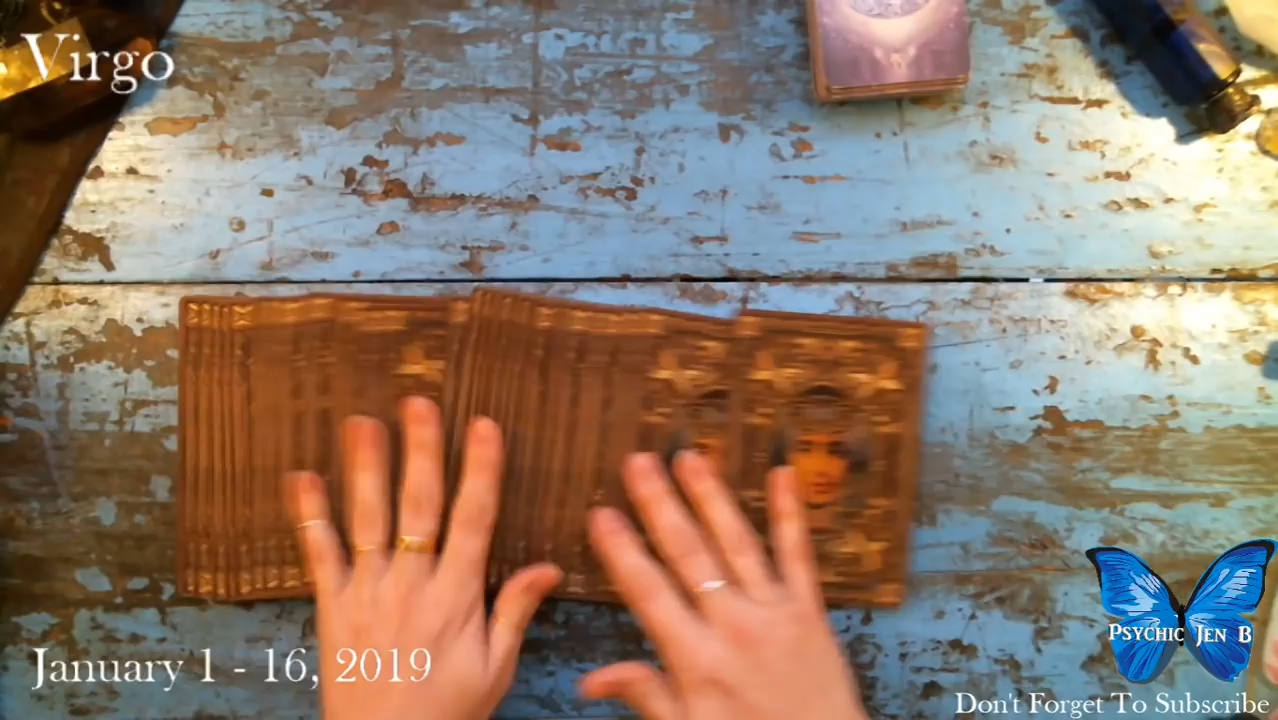 Virgo
January 1 - 16, 2019
Psychic Jen B
Don't Forget To Subscribe